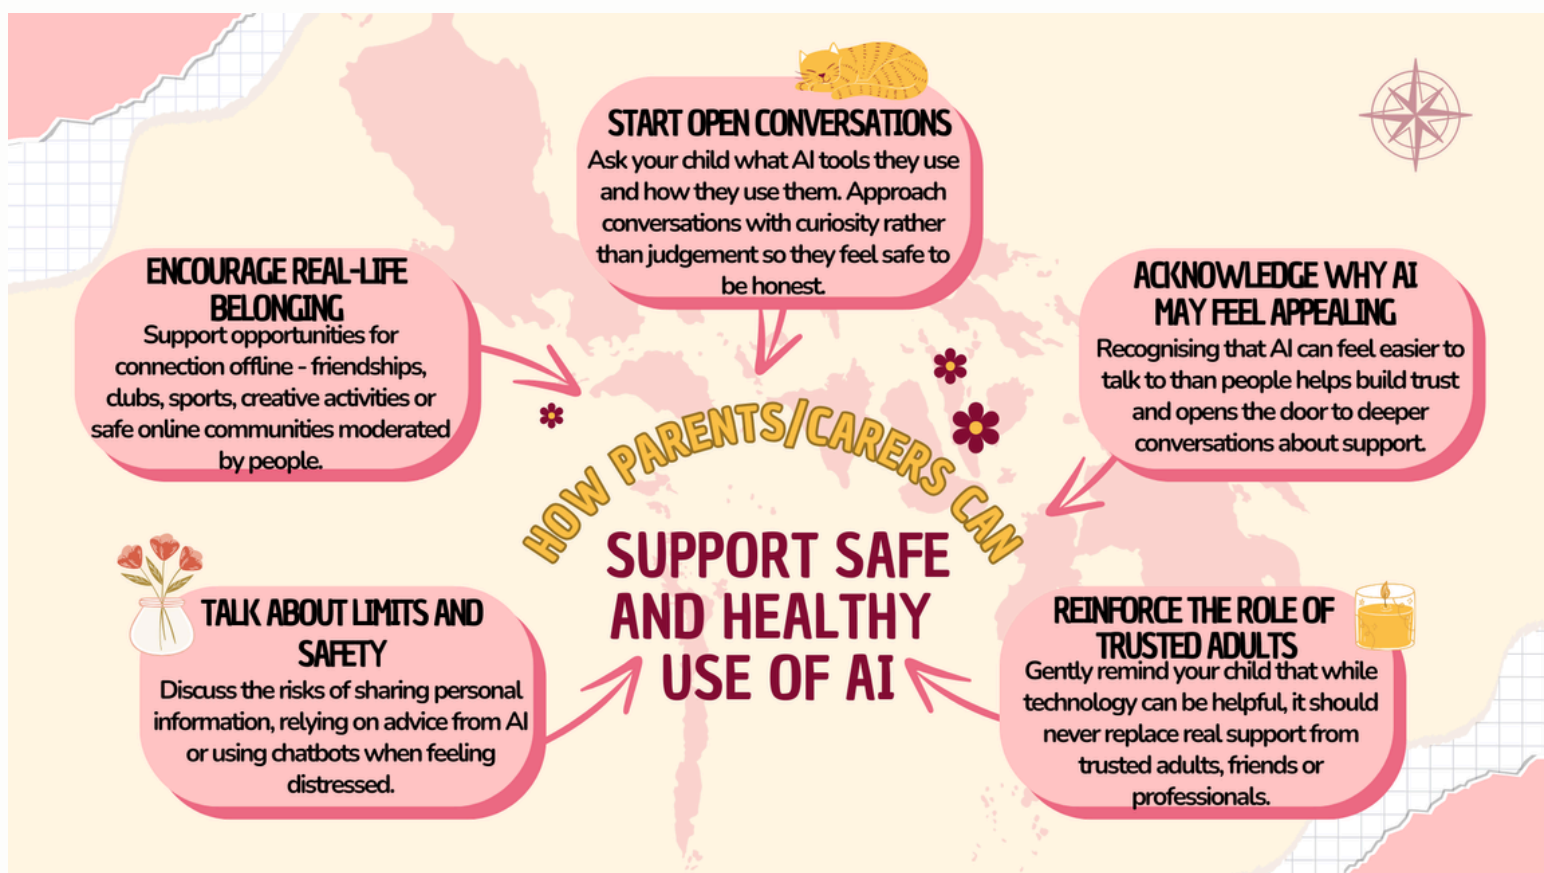 START OPEN CONVERSATIONS
Ask your child what AI tools they use
and how they use them. Approach
conversations with curiosity rather
than judgement so they feel safe to
be honest.
ENCOURAGE REAL-LIFE
BELONGING
Support opportunities for
connection offline - friendships,
clubs, sports, creative activities or
safe online communities moderated
by people.
ACKNOWLEDGE WHY AI
MAY FEEL APPEALING
Recognising that AI can feel easier to
talk to than people helps build trust
and opens the door to deeper
conversations about support.
HOW PARENTS/CARERS CAN
SUPPORT SAFE
AND HEALTHY
USE OF AI
TALK ABOUT LIMITS AND
SAFETY
Discuss the risks of sharing personal
information, relying on advice from AI
or using chatbots when feeling
distressed.
REINFORCE THE ROLE OF
TRUSTED ADULTS
Gently remind your child that while
technology can be helpful, it should
never replace real support from
trusted adults, friends or
professionals.